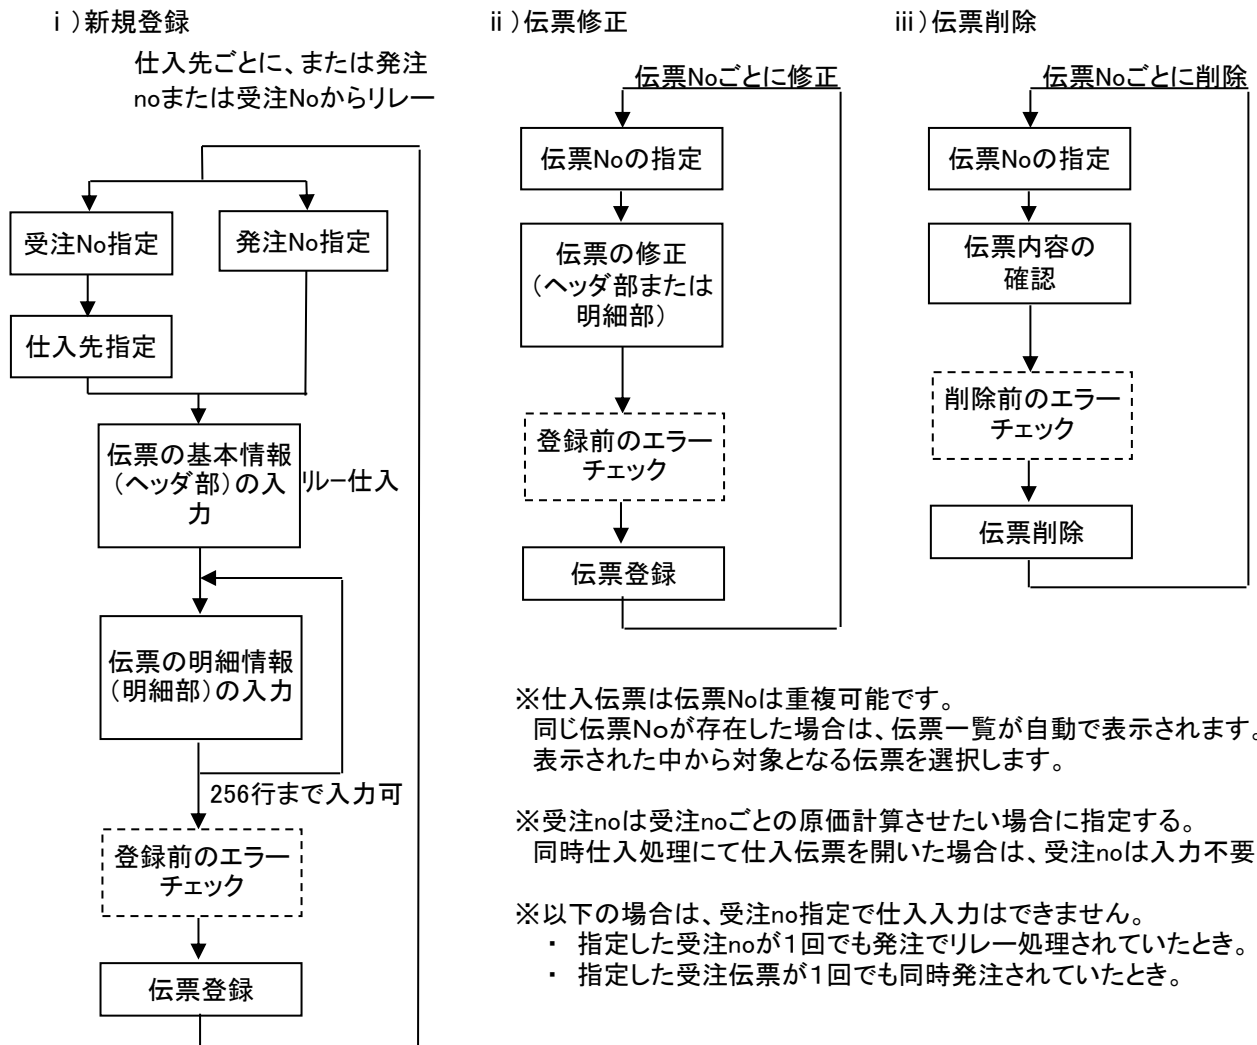 ⅰ）新規登録
仕入先ごとに、または発注
noまたは受注Noからリレー
受注No指定
発注No指定
仕入先指定
伝票の基本情報
（ヘッダ部）の入
力
リレー仕入
伝票の明細情報
（明細部）の入力
256行まで入力可
登録前のエラー
チェック
伝票登録
ⅱ）伝票修正
伝票Noごとに修正
伝票Noの指定
伝票の修正
（ヘッダ部または
明細部）
登録前のエラー
チェック
伝票登録
ⅲ）伝票削除
伝票Noごとに削除
伝票Noの指定
伝票内容の
確認
削除前のエラー
チェック
伝票削除
※仕入伝票は伝票Noは重複可能です。
同じ伝票Ｎｏが存在した場合は、伝票一覧が自動で表示されます。
表示された中から対象となる伝票を選択します。
※受注noは受注noごとの原価計算させたい場合に指定する。
同時仕入処理にて仕入伝票を開いた場合は、受注noは入力不要
※以下の場合は、受注no指定で仕入入力はできません。
・ 指定した受注noが１回でも発注でリレー処理されていたとき。
・ 指定した受注伝票が１回でも同時発注されていたとき。